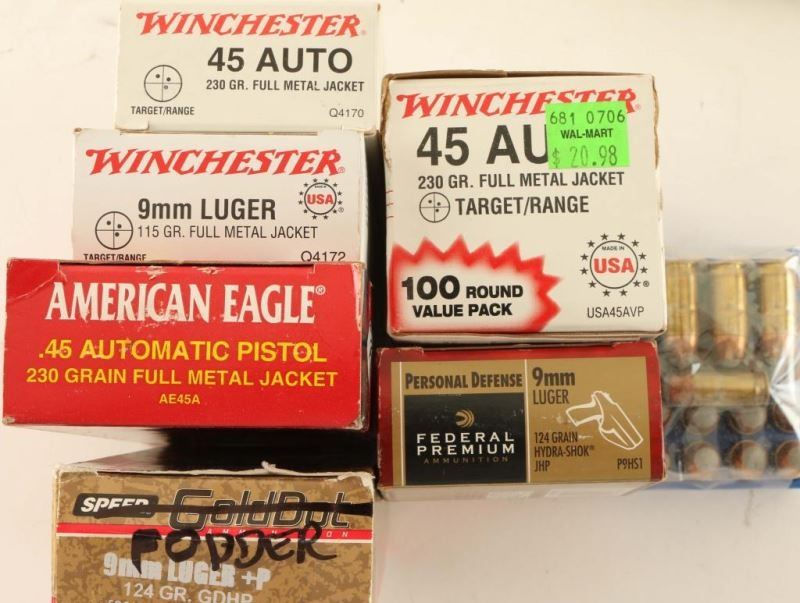 WINCHESTER
45 AUTO
230 GR. FULL METAL JACKET
TARGET/RANGE
Q4170
WINCHESTER
USA
9mm LUGER
115 GR. FULL METAL JACKET
TARGET/RANGE
Q4172
AMERICAN EAGLE®
.45 AUTOMATIC PISTOL
230 GRAIN FULL METAL JACKET
AE45A
SPEER GoldDot
AMMUNITION
FODDER
9mm LUGER +P
124 GR. GDHP
WINCHESTER
681 0706
WAL-MART
$ 20.98
45 AU
230 GR. FULL METAL JACKET
TARGET/RANGE
MADE IN
USA
100 ROUND
VALUE PACK
USA45AVP
PERSONAL DEFENSE
FEDERAL
PREMIUM
AMMUNITION
9mm
LUGER
124 GRAIN
HYDRA-SHOK®
JHP
P9HS1